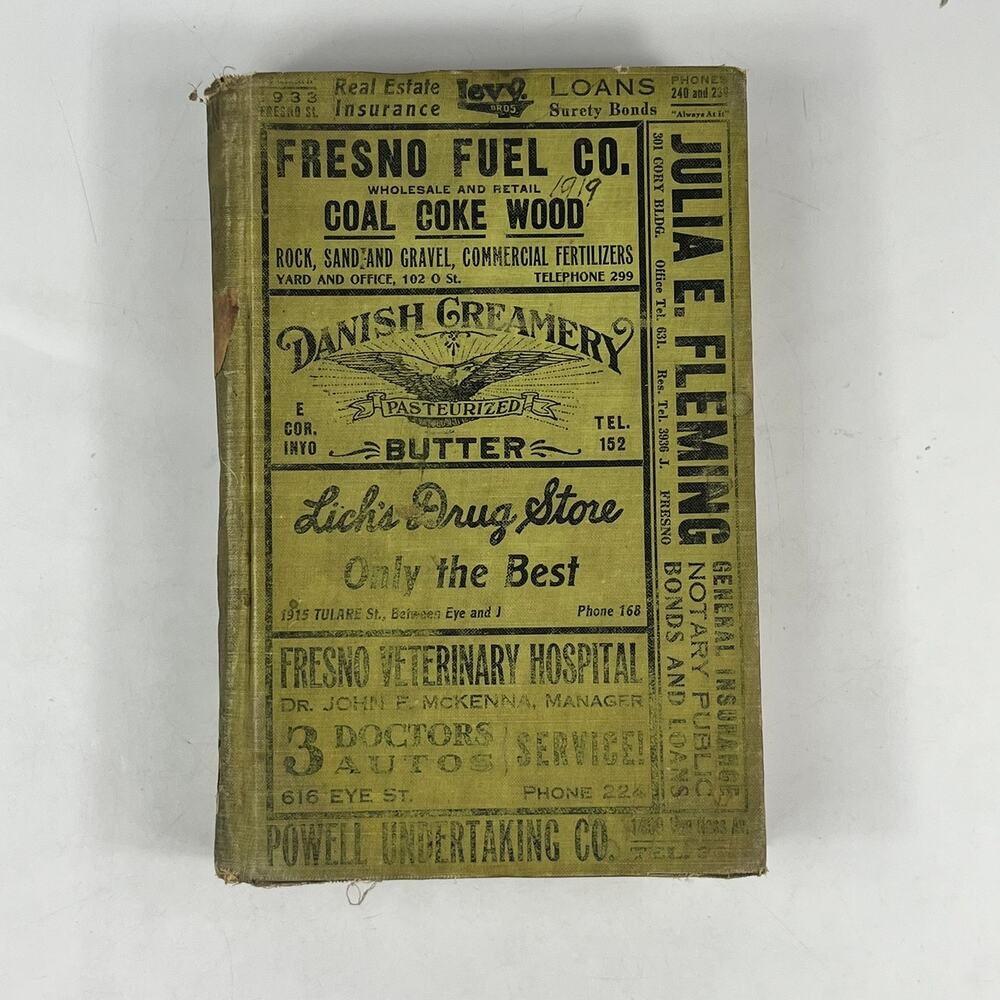 933
FRESNO ST.
Real Estate
Insurance
Levy
BROS
LOANS
Surety Bonds
PHONES
240 and 239
"Always At It"
FRESNO FUEL CO.
WHOLESALE AND RETAIL
1919
COAL COKE WOOD
ROCK, SAND AND GRAVEL, COMMERCIAL FERTILIZERS
YARD AND OFFICE, 102 O St. TELEPHONE 299
DANISH CREAMERY
PASTEURIZED
E
COR.
INYO
BUTTER
TEL.
152
Lich's Drug Store
Only the Best
1915 TULARE St., Between Eye and J Phone 168
FRESNO VETERINARY HOSPITAL
DR. JOHN F. MCKENNA, MANAGER
3 DOCTORS
AUTOS
SERVICE!
616 EYE ST. PHONE 224
POWELL UNDERTAKING CO.
Van Ness Av.
TEL.
JULIA E. FLEMING
301 CORY BLDG. Office Tel. 631. Res. Tel. 3936 J. FRESNO
GENERAL INSURANCE
NOTARY PUBLIC
BONDS AND LOANS